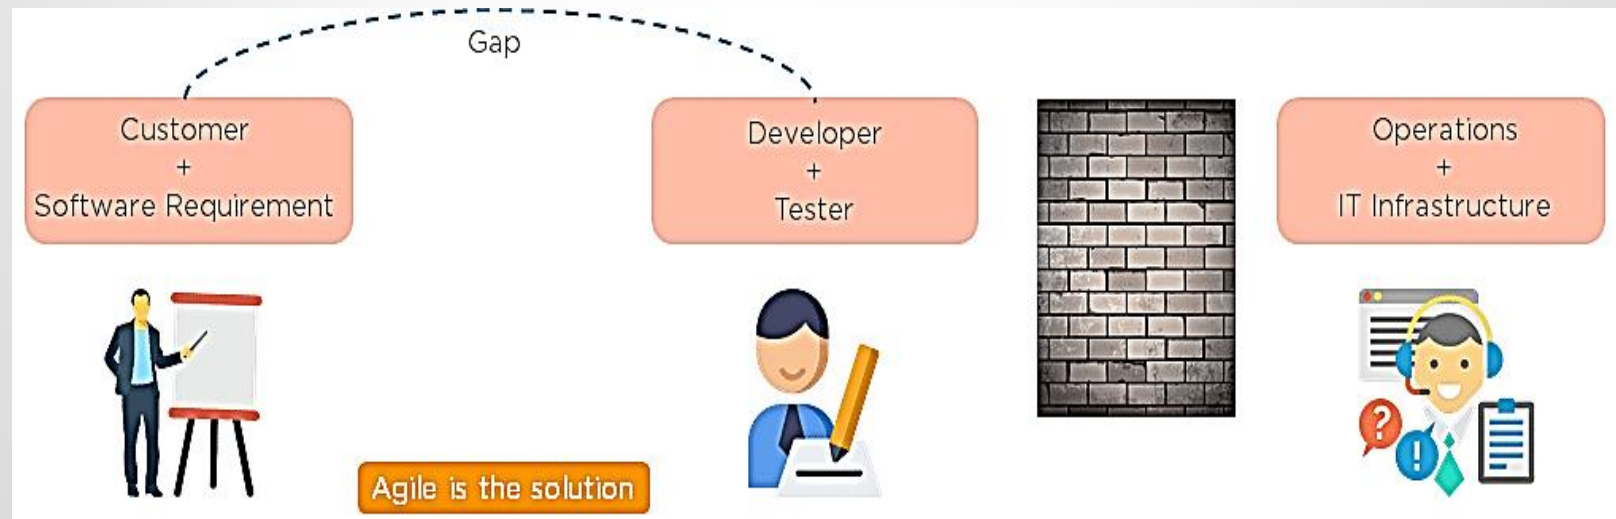 Gap
Customer
+
Software Requirement
Developer
+
Tester
Operations
+
IT Infrastructure
?
!
Agile is the solution